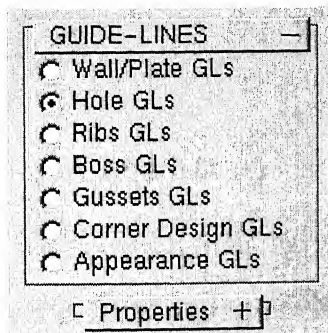 GUIDE-LINES −
Wall/Plate GLs
Hole GLs
Ribs GLs
Boss GLs
Gussets GLs
Corner Design GLs
Appearance GLs
Properties +